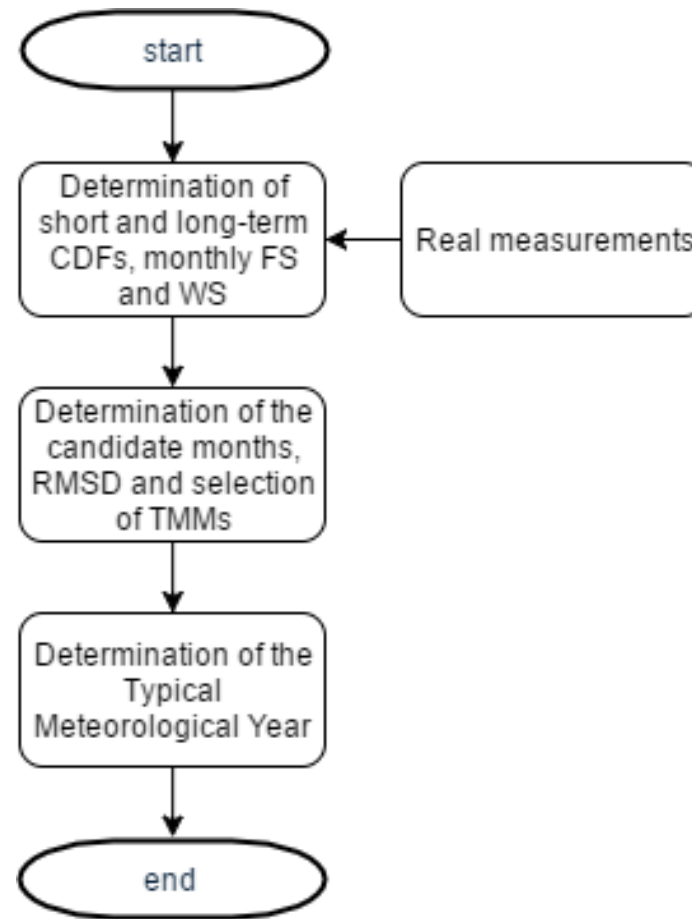 start
Determination of
short and long-term
CDFs, monthly FS
and WS
Real measurements
Determination of the
candidate months,
RMSD and selection
of TMMs
Determination of the
Typical
Meteorological Year
end